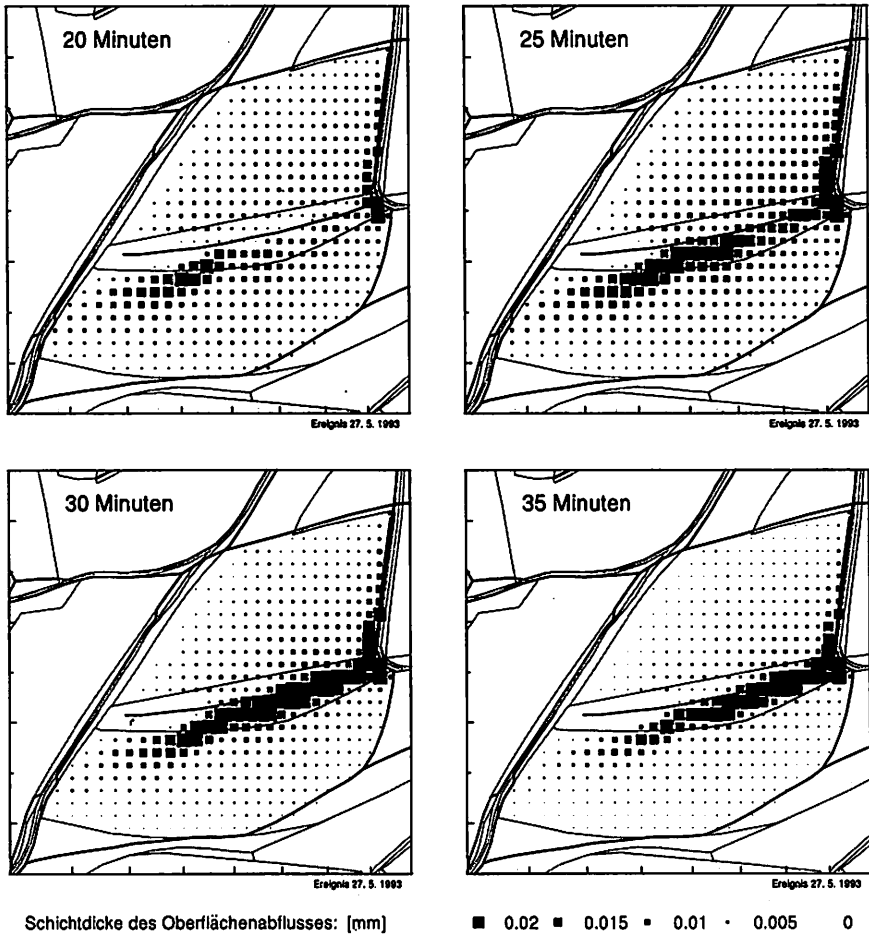 20 Minuten
25 Minuten
Ereignis 27. 5. 1993
Ereignis 27. 5. 1993
30 Minuten
35 Minuten
Ereignis 27. 5. 1993
Ereignis 27. 5. 1993
Schichtdicke des Oberflächenabflusses: [mm] 0.02 0.015 0.01 0.005 0